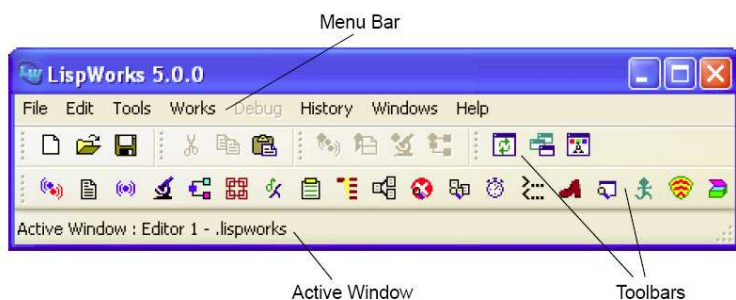 Menu Bar
LispWorks 5.0.0
File Edit Tools Works Debug History Windows Help
Active Window : Editor 1 - .lispworks
Active Window
Toolbars